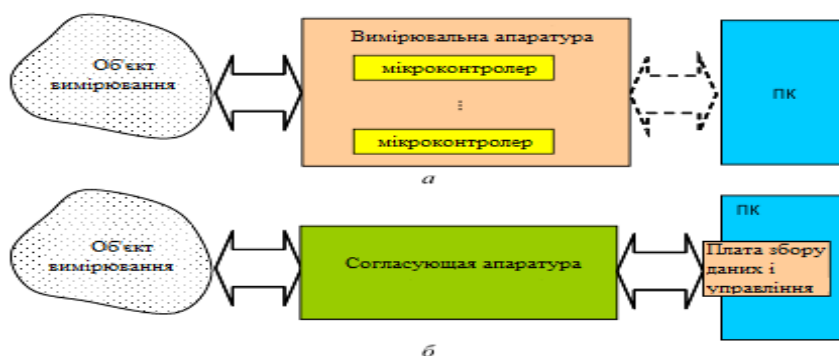 Об'єкт
вимірювання
Вимірювальна апаратура
мікроконтролер
...
мікроконтролер
ПК
а
Об'єкт
вимірювання
Согласующая апаратура
ПК
Плата збору
даних і
управління
б